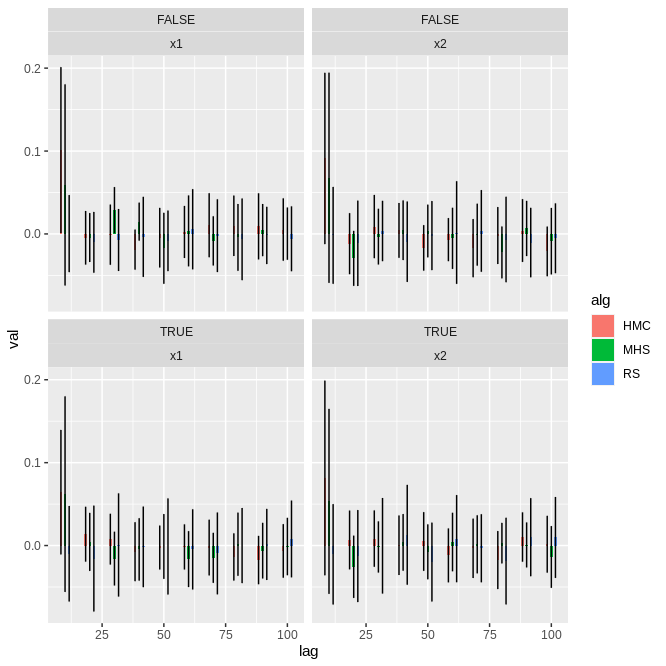 FALSE
x1
FALSE
x2
0.2
0.1
0.0
TRUE
x1
TRUE
x2
0.2
0.1
0.0
25 50 75 100 25 50 75 100
lag
val
alg
HMC
MHS
RS